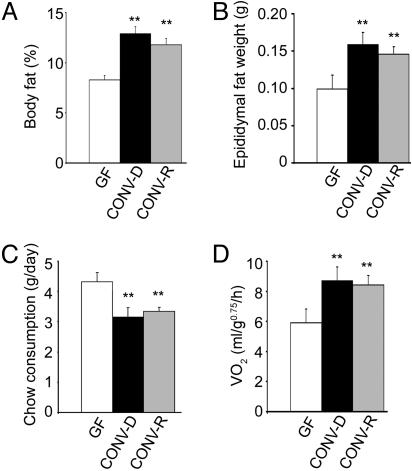 A
Body fat (%)
15
10
5
0
**
**
GF
CONV-D
CONV-R
B
Epididymal fat weight (g)
0.20
0.15
0.10
0.00
**
**
GF
CONV-D
CONV-R
C
Chow consumption (g/day)
5
4
3
2
1
0
**
**
GF
CONV-D
CONV-R
D
VO2 (ml/g0.75/h)
10
8
6
4
2
0
**
**
GF
CONV-D
CONV-R